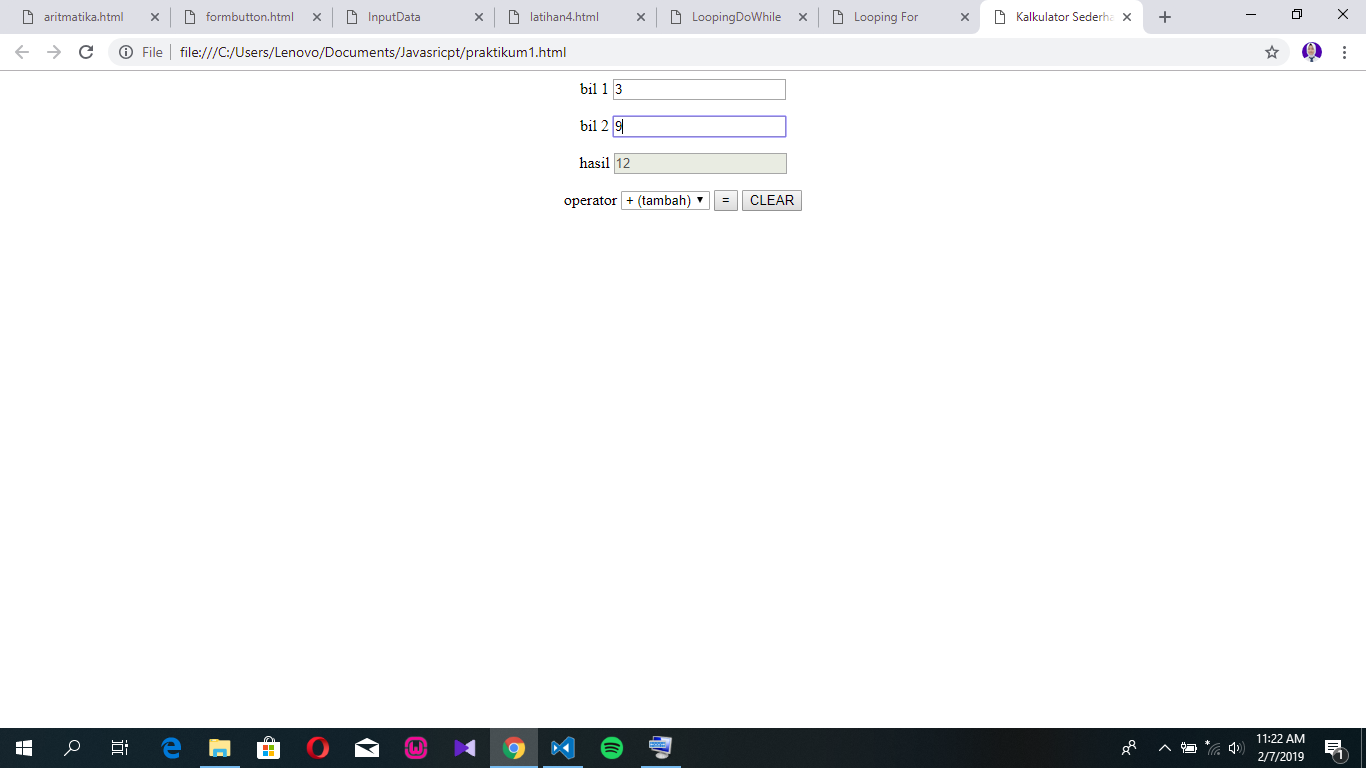 aritmatika.html formbutton.html InputData latihan4.html LoopingDoWhile Looping For Kalkulator Sederha
File file:///C:/Users/Lenovo/Documents/Javasricpt/praktikum1.html
bil 1 3
bil 2 9
hasil 12
operator + (tambah) = CLEAR
11:22 AM
2/7/2019
1